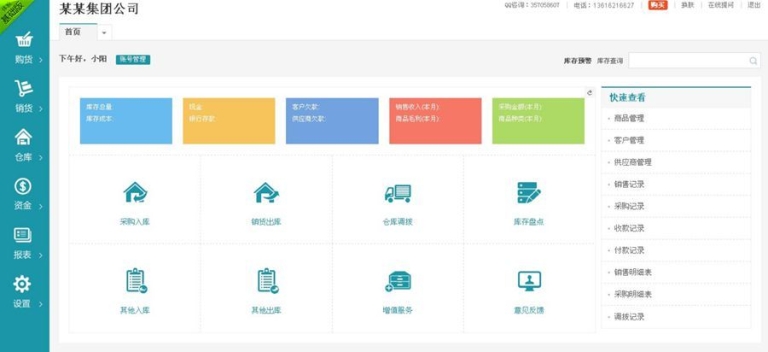 基础版
某某集团公司
QQ咨询：357058607 电话：13616216827 购买 换肤 在线提问 退出
首页
下午好，小阳 账号管理
库存预警 库存查询
购货
销货
仓库
资金
报表
设置
库存总量:
库存成本:
现金:
银行存款:
客户欠款:
供应商欠款:
销售收入(本月):
商品毛利(本月):
采购金额(本月):
商品种类(本月):
采购入库
销货出库
仓库调拨
库存盘点
其他入库
其他出库
增值服务
意见反馈
快速查看
商品管理
客户管理
供应商管理
销售记录
采购记录
收款记录
付款记录
销售明细表
采购明细表
调拨记录